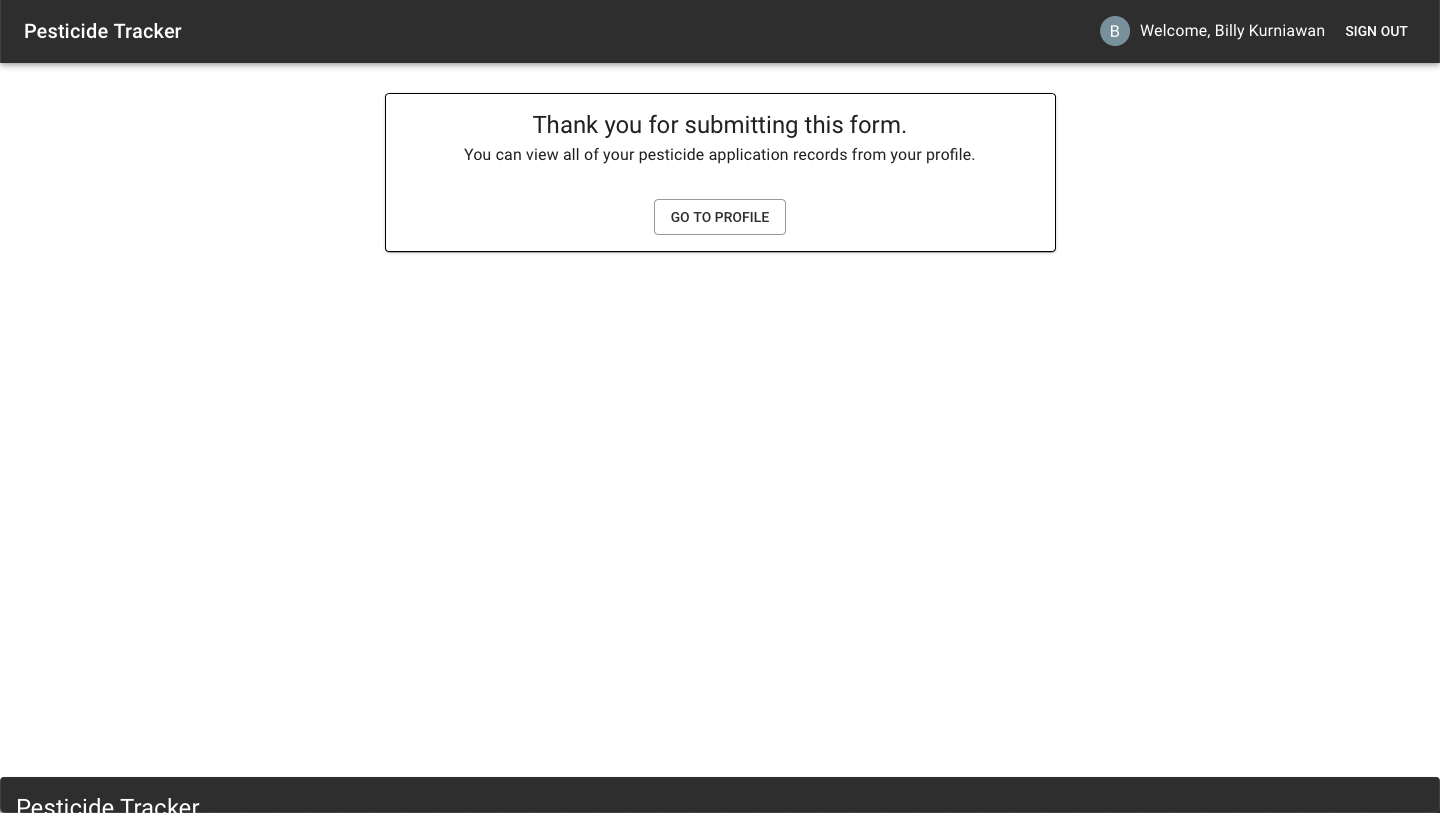 Pesticide Tracker
B Welcome, Billy Kurniawan SIGN OUT
Thank you for submitting this form.
You can view all of your pesticide application records from your profile.
GO TO PROFILE
Pesticide Tracker